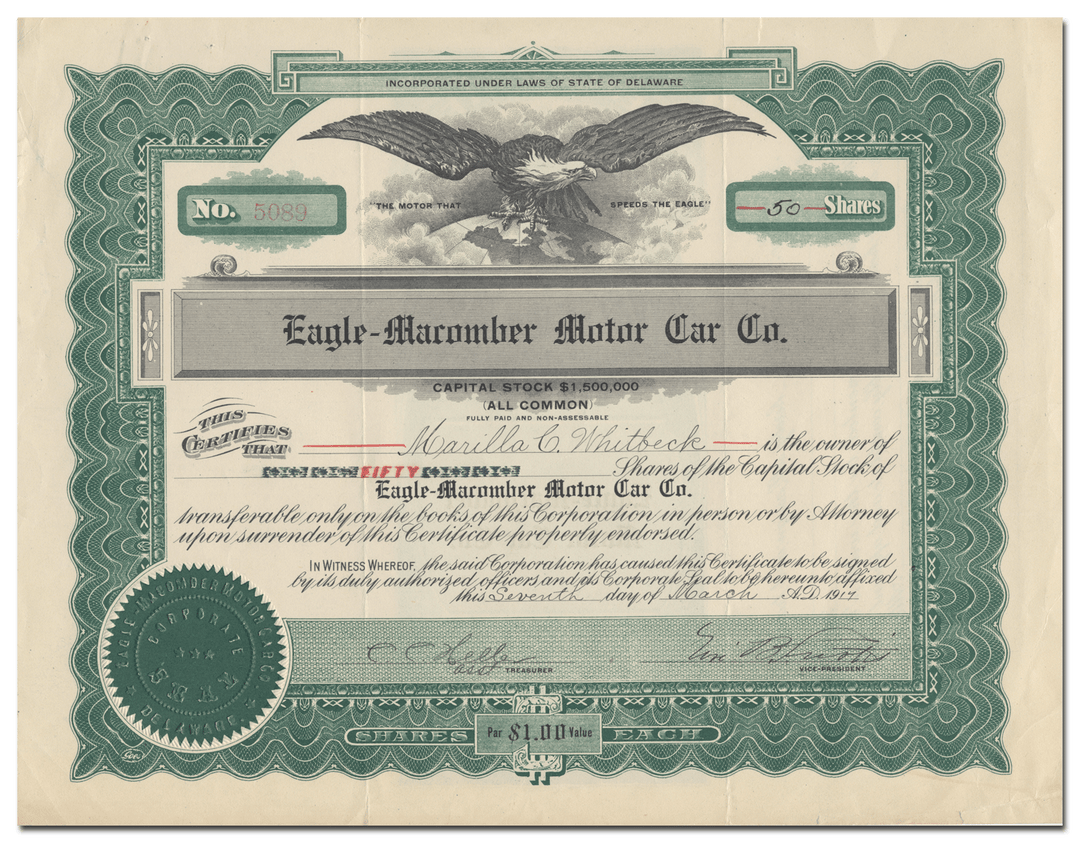 INCORPORATED UNDER LAWS OF STATE OF DELAWARE
No. 5089
"THE MOTOR THAT SPEEDS THE EAGLE"
50 Shares
Eagle-Macomber Motor Car Co.
CAPITAL STOCK $1,500,000
(ALL COMMON)
FULLY PAID AND NON-ASSESSABLE
THIS CERTIFIES THAT Marilla C. Whitbeck is the owner of
FIFTY Shares of the Capital Stock of
Eagle-Macomber Motor Car Co.
transferable only on the books of this Corporation in person or by Attorney
upon surrender of this Certificate properly endorsed.
IN WITNESS WHEREOF, the said Corporation has caused this Certificate to be signed
by its duly authorized officers and its Corporate Seal to be hereunto affixed
this Seventh day of March A.D. 1917
C C
asst TREASURER
VICE-PRESIDENT
EAGLE MACOMBER MOTOR CAR CO
CORPORATE
SEAL
DELAWARE
SHARES Par $1.00 Value EACH